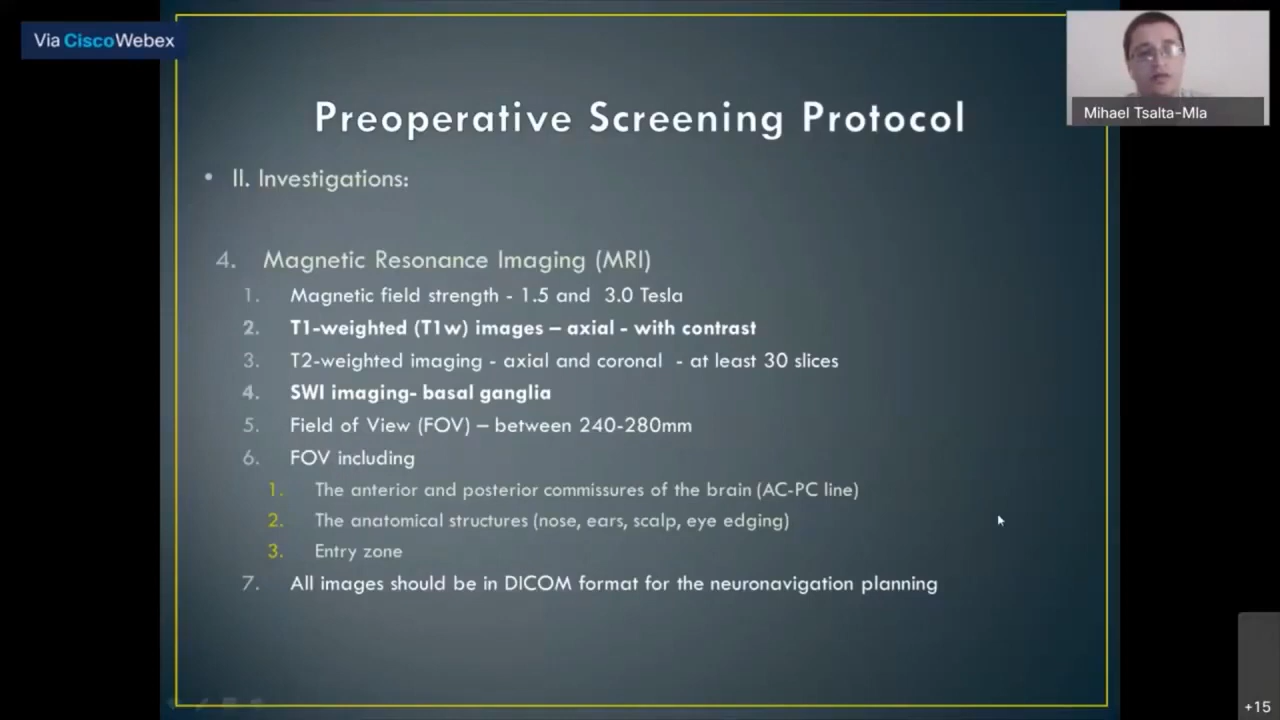 Via Cisco Webex
Mihael Tsalta-Mla
Preoperative Screening Protocol
• II. Investigations:
4. Magnetic Resonance Imaging (MRI)
1. Magnetic field strength - 1.5 and 3.0 Tesla
2. T1-weighted (T1w) images – axial - with contrast
3. T2-weighted imaging - axial and coronal - at least 30 slices
4. SWI imaging- basal ganglia
5. Field of View (FOV) – between 240-280mm
6. FOV including
1. The anterior and posterior commissures of the brain (AC-PC line)
2. The anatomical structures (nose, ears, scalp, eye edging)
3. Entry zone
7. All images should be in DICOM format for the neuronavigation planning
+15